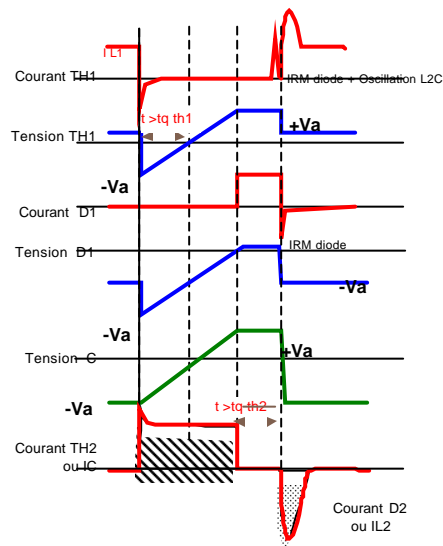 I L1
Courant TH1
IRM diode + Oscillation L2C
t >tq th1
Tension TH1
+Va
-Va
Courant D1
Tension D1
IRM diode
-Va
-Va
Tension C
+Va
-Va
t >tq th2
Courant TH2
ou IC
Courant D2
ou IL2